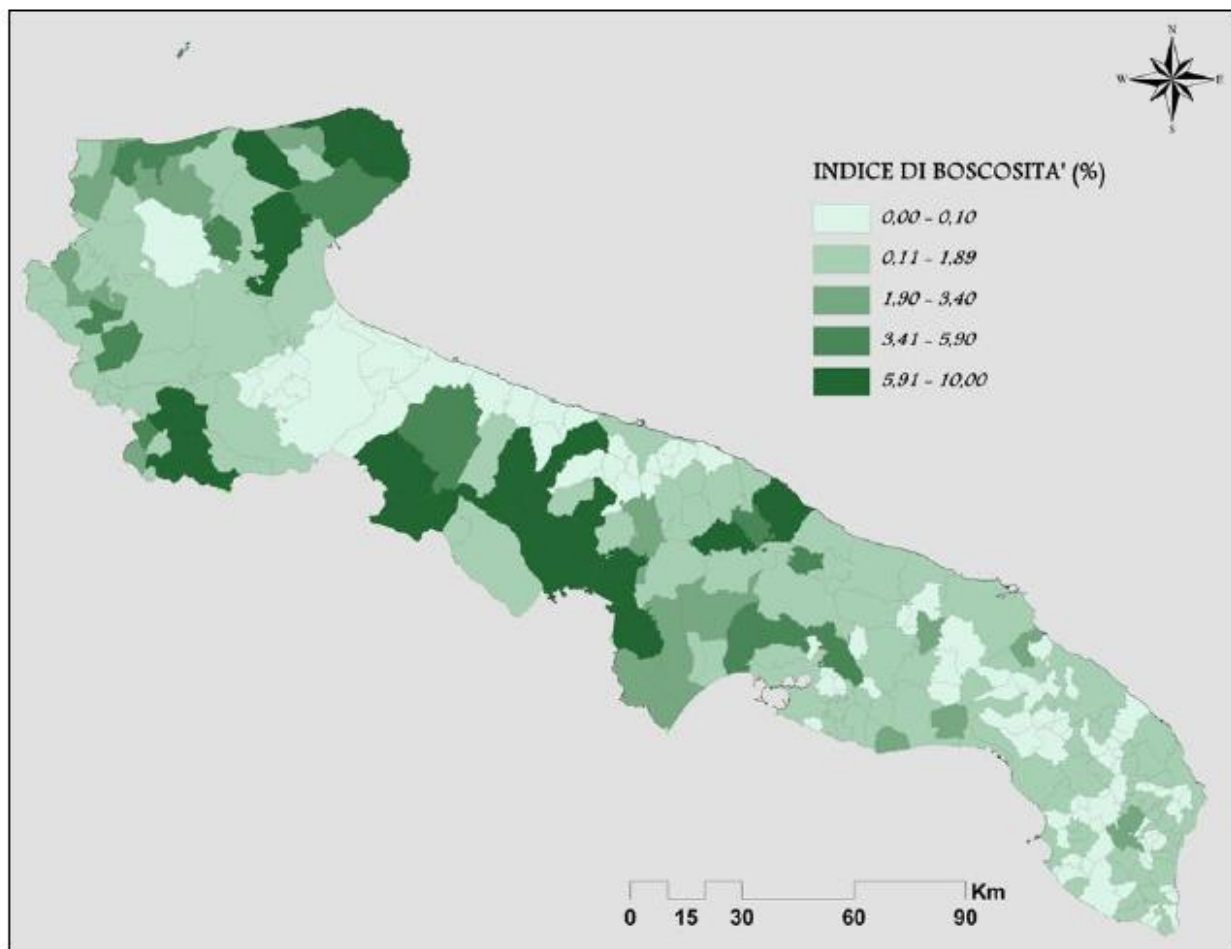 N
W E
S
INDICE DI BOSCOSITA' (%)
0,00 - 0,10
0,11 - 1,89
1,90 - 3,40
3,41 - 5,90
5,91 - 10,00
Km
0 15 30 60 90